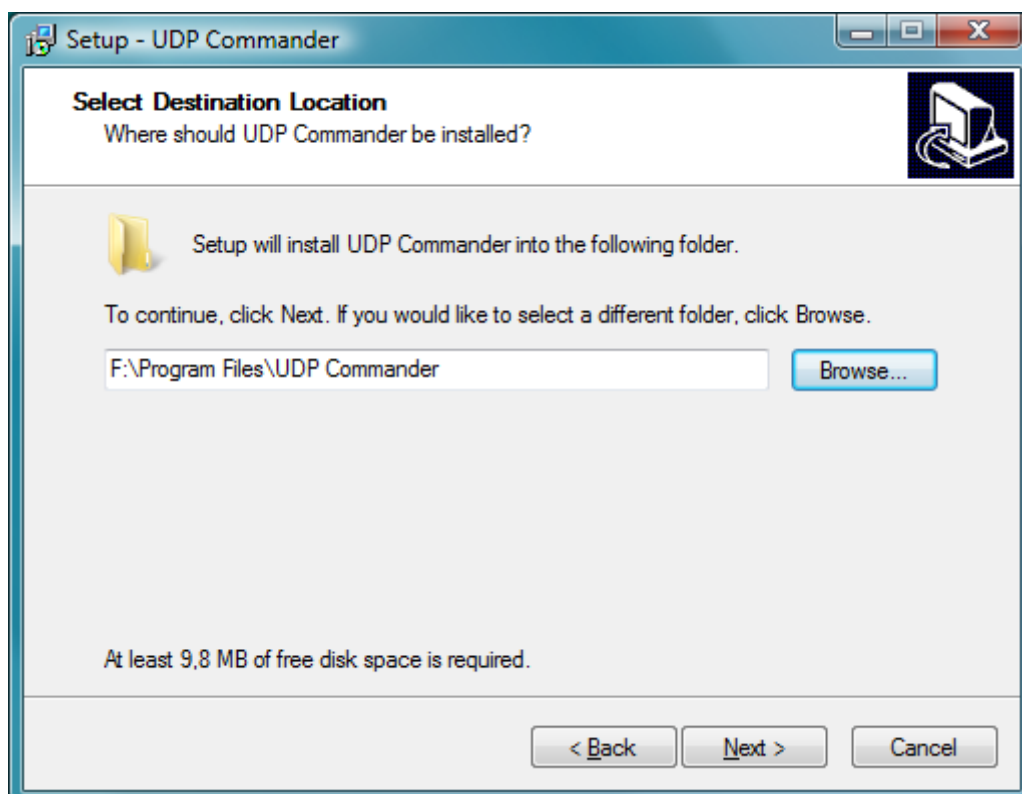 Setup - UDP Commander
Select Destination Location
Where should UDP Commander be installed?
Setup will install UDP Commander into the following folder.
To continue, click Next. If you would like to select a different folder, click Browse.
F:\Program Files\UDP Commander
Browse...
At least 9,8 MB of free disk space is required.
< Back
Next >
Cancel